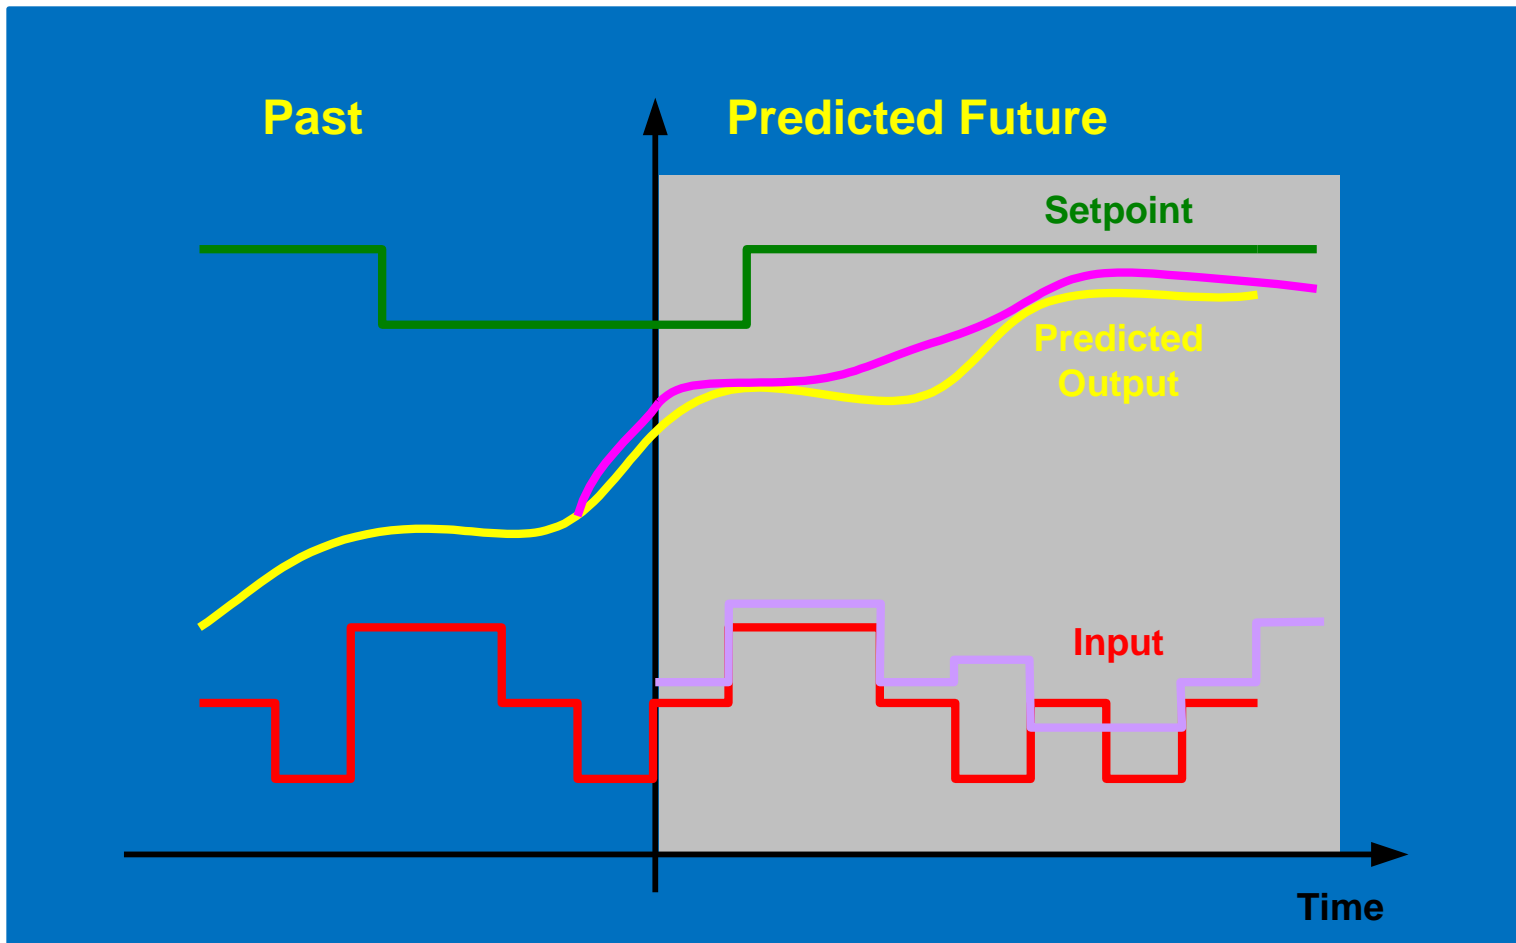 Past
Predicted Future
Setpoint
Predicted
Output
Input
Time